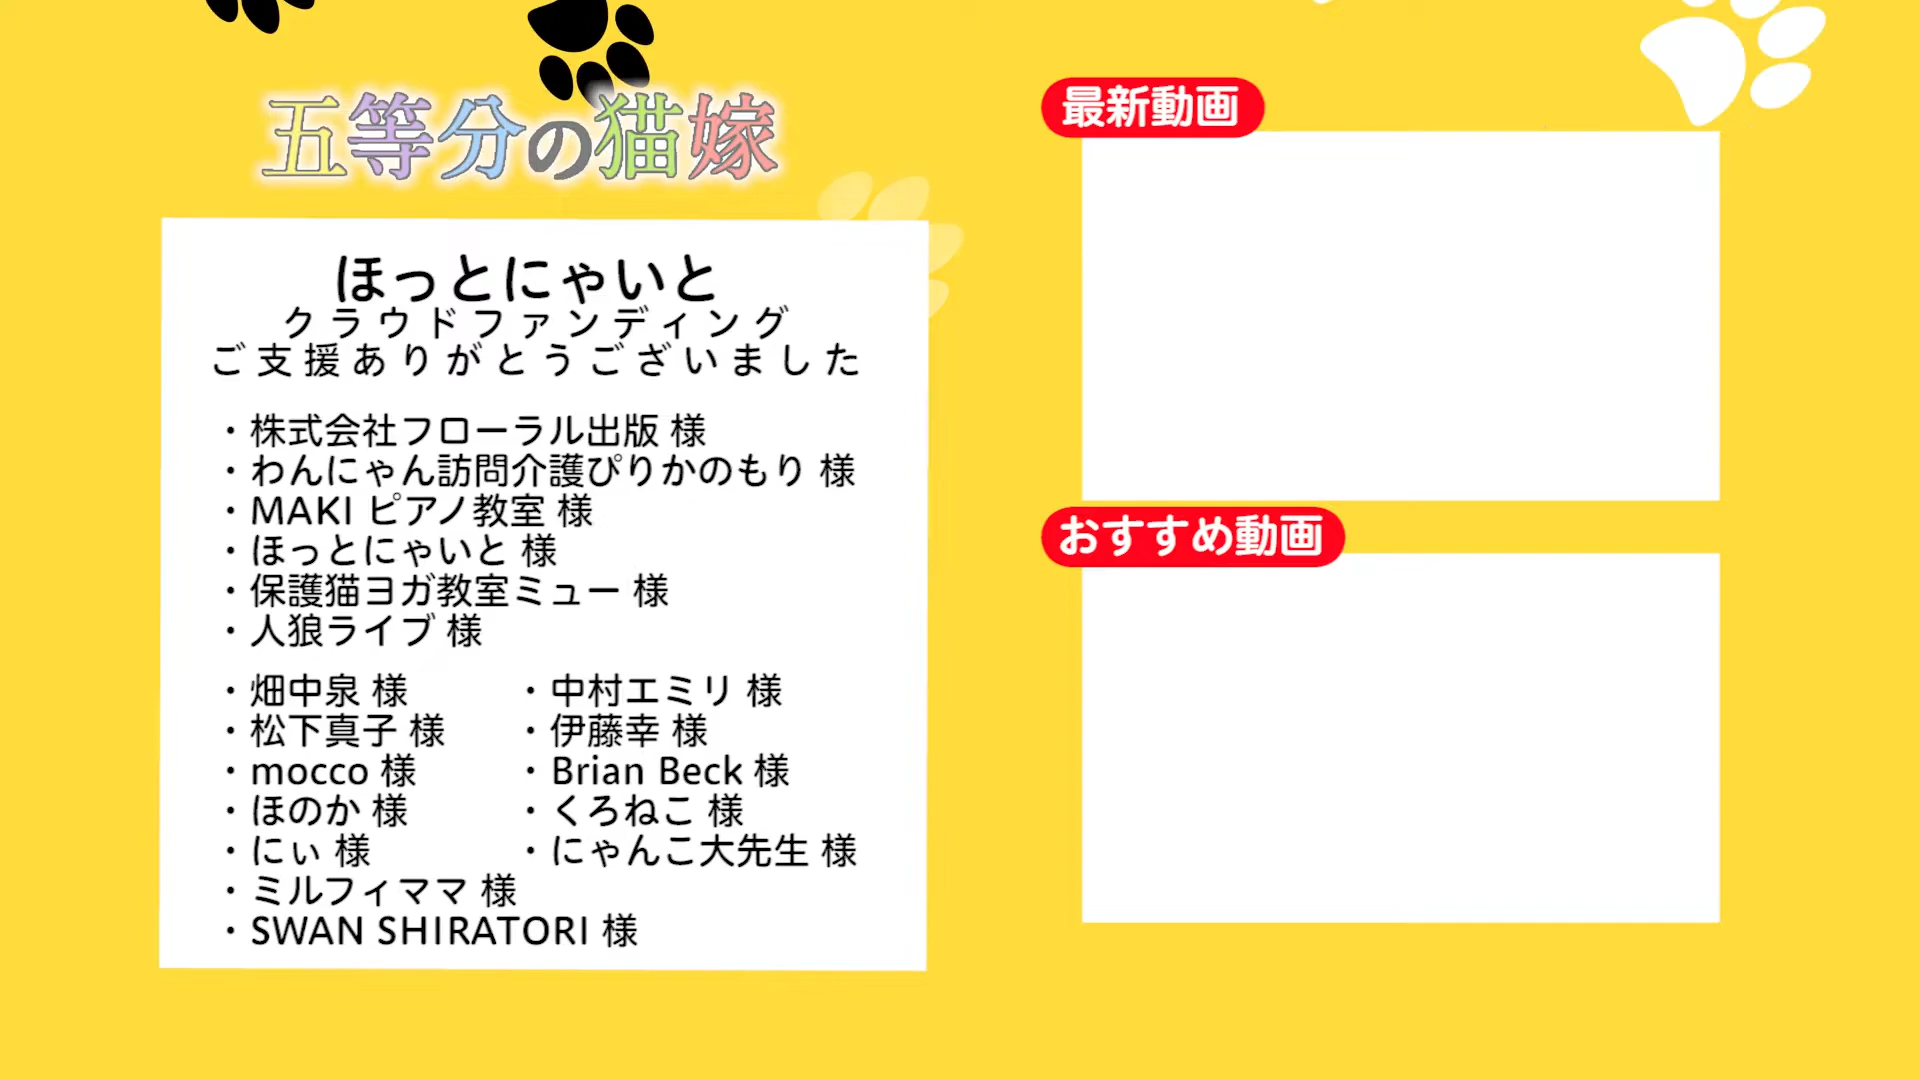 五等分の猫嫁
ほっとにゃいと
クラウドファンディング
ご支援ありがとうございました
・株式会社フローラル出版 様
・わんにゃん訪問介護ぴりかのもり 様
・MAKI ピアノ教室 様
・ほっとにゃいと 様
・保護猫ヨガ教室ミュー 様
・人狼ライブ 様
・畑中泉 様
・松下真子 様
・mocco 様
・ほのか 様
・にぃ 様
・ミルフィママ 様
・SWAN SHIRATORI 様
・中村エミリ 様
・伊藤幸 様
・Brian Beck 様
・くろねこ 様
・にゃんこ大先生 様
最新動画
おすすめ動画